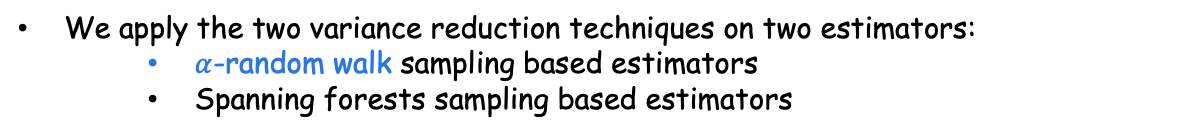 • We apply the two variance reduction techniques on two estimators:
• 𝛼-random walk sampling based estimators
• Spanning forests sampling based estimators